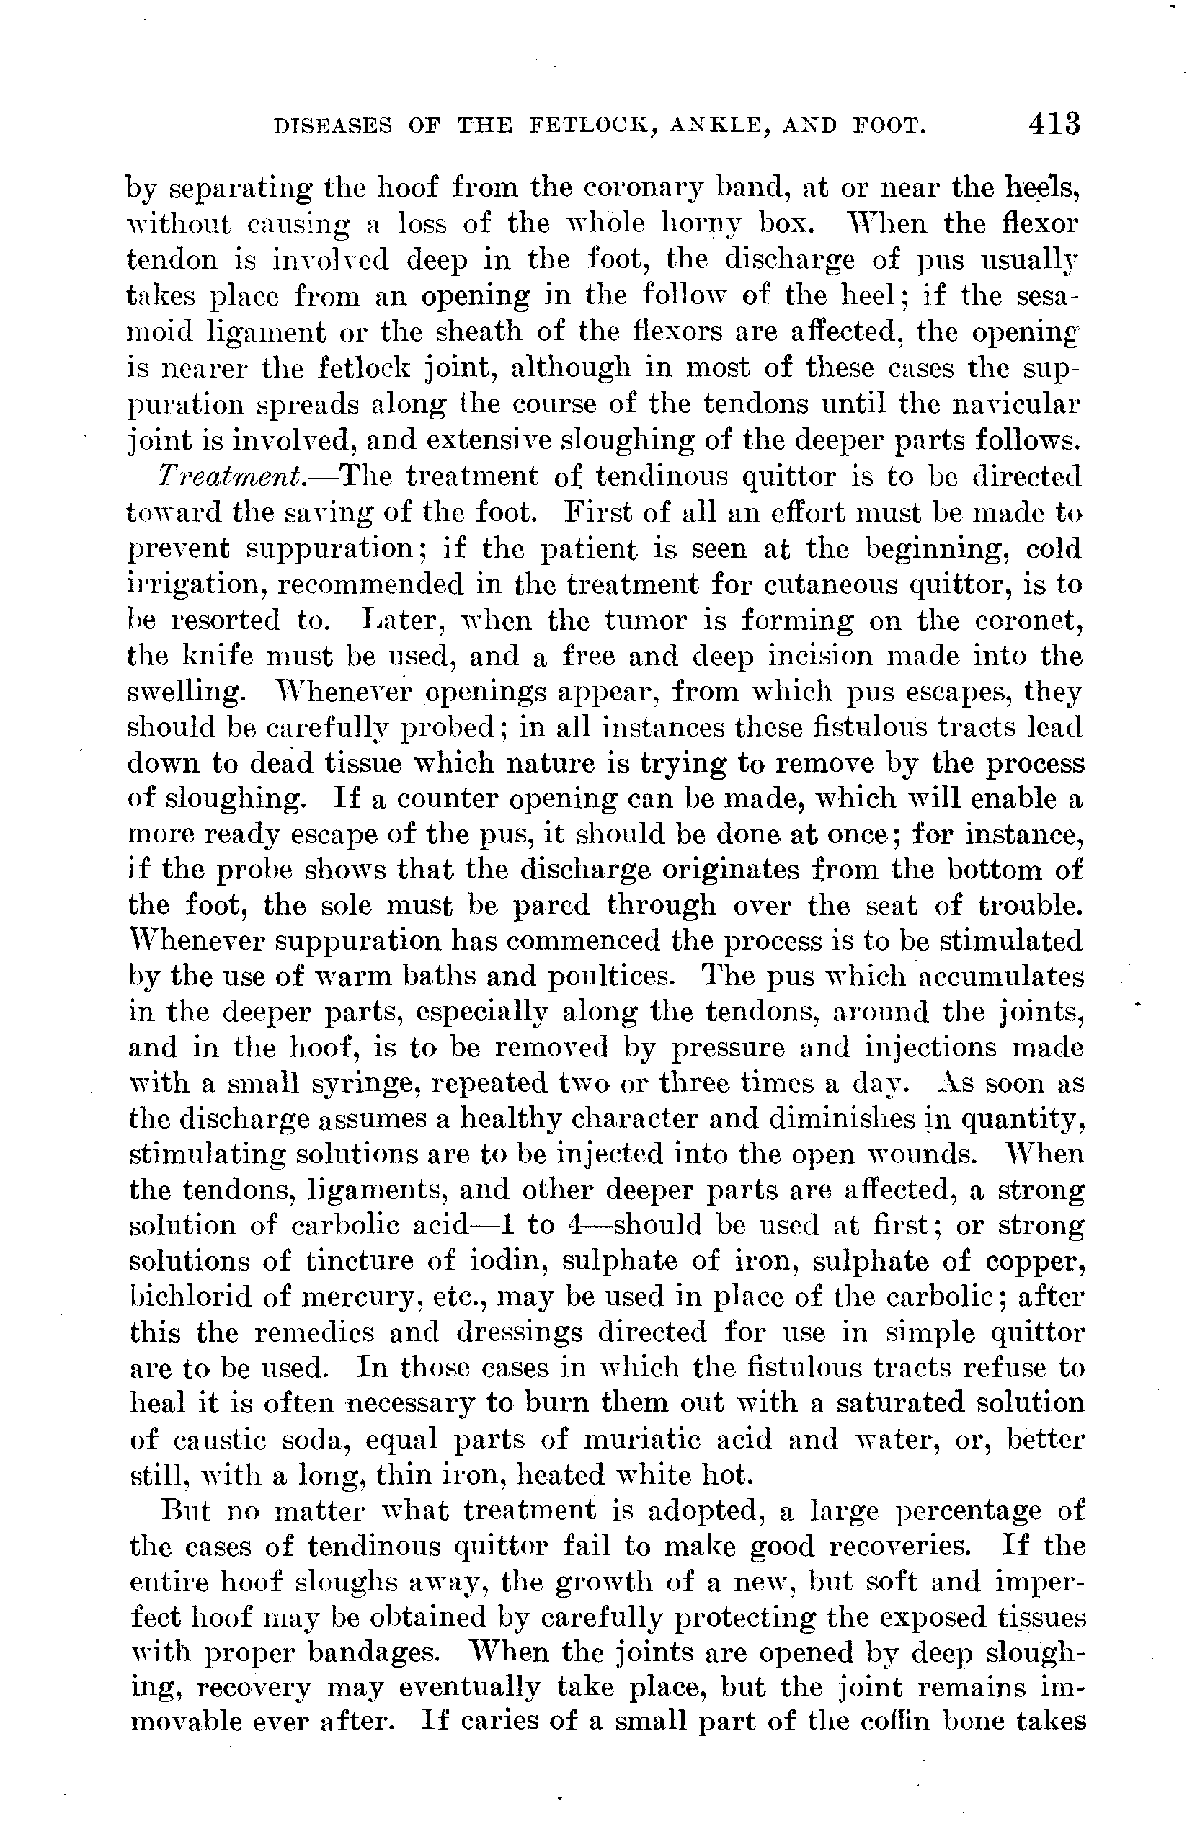 DISEASES OF THE FETLOCK, ANKLE, AND FOOT. 413
by separating the hoof from the coronary band, at or near the heels,
without causing a loss of the whole horny box. When the flexor
tendon is involved deep in the foot, the discharge of pus usually
takes place from an opening in the follow of the heel; if the sesa-
moid ligament or the sheath of the flexors are affected, the opening
is nearer the fetlock joint, although in most of these cases the sup-
puration spreads along the course of the tendons until the navicular
joint is involved, and extensive sloughing of the deeper parts follows.
Treatment.—The treatment of tendinous quittor is to be directed
toward the saving of the foot. First of all an effort must be made to
prevent suppuration; if the patient is seen at the beginning, cold
irrigation, recommended in the treatment for cutaneous quittor, is to
be resorted to. Later, when the tumor is forming on the coronet,
the knife must be used, and a free and deep incision made into the
swelling. Whenever openings appear, from which pus escapes, they
should be carefully probed; in all instances these fistulous tracts lead
down to dead tissue which nature is trying to remove by the process
of sloughing. If a counter opening can be made, which will enable a
more ready escape of the pus, it should be done at once; for instance,
if the probe shows that the discharge originates from the bottom of
the foot, the sole must be pared through over the seat of trouble.
Whenever suppuration has commenced the process is to be stimulated
by the use of warm baths and poultices. The pus which accumulates
in the deeper parts, especially along the tendons, around the joints,
and in the hoof, is to be removed by pressure and injections made
with a small syringe, repeated two or three times a day. As soon as
the discharge assumes a healthy character and diminishes in quantity,
stimulating solutions are to be injected into the open wounds. When
the tendons, ligaments, and other deeper parts are affected, a strong
solution of carbolic acid—1 to 4—should be used at first; or strong
solutions of tincture of iodin, sulphate of iron, sulphate of copper,
bichlorid of mercury, etc., may be used in place of the carbolic; after
this the remedies and dressings directed for use in simple quittor
are to be used. In those cases in which the fistulous tracts refuse to
heal it is often necessary to burn them out with a saturated solution
of caustic soda, equal parts of muriatic acid and water, or, better
still, with a long, thin iron, heated white hot.
But no matter what treatment is adopted, a large percentage of
the cases of tendinous quittor fail to make good recoveries. If the
entire hoof sloughs away, the growth of a new, but soft and imper-
fect hoof may be obtained by carefully protecting the exposed tissues
with proper bandages. When the joints are opened by deep slough-
ing, recovery may eventually take place, but the joint remains im-
movable ever after. If caries of a small part of the coffin bone takes